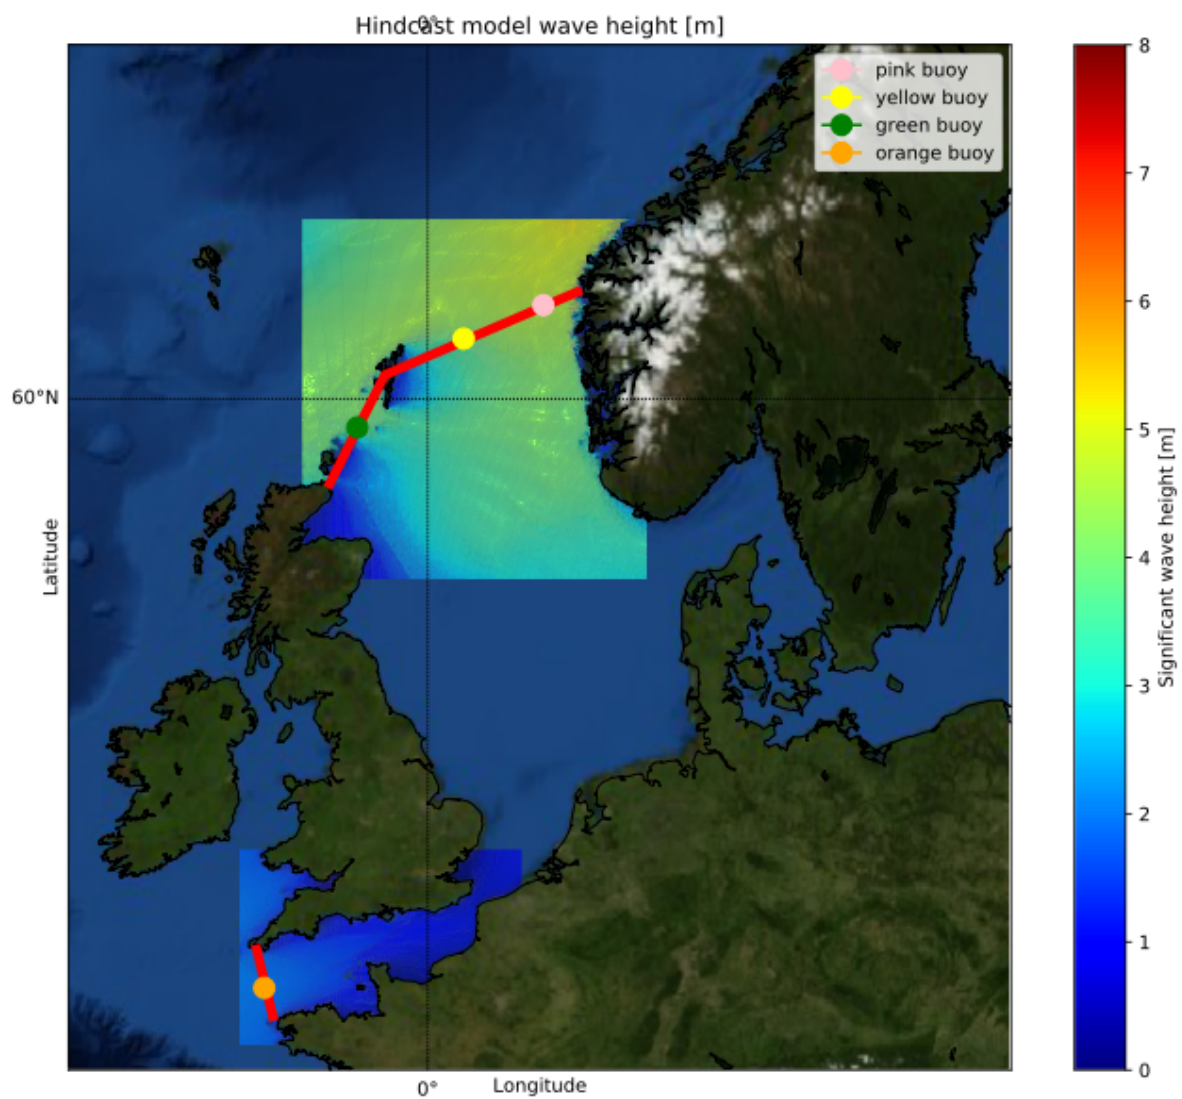 0°
Hindcast model wave height [m]
pink buoy
yellow buoy
green buoy
orange buoy
60°N
Latitude
0°
Longitude
8
7
6
5
4
3
2
1
0
Significant wave height [m]